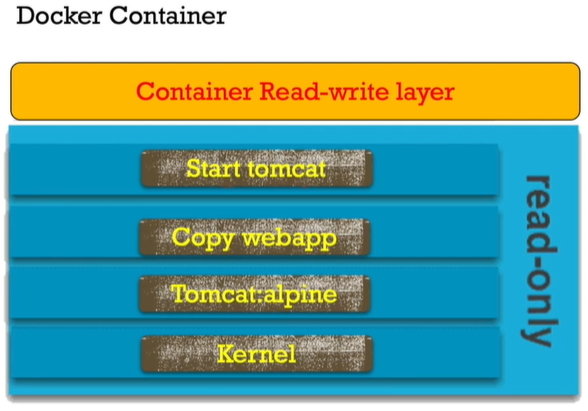 Docker Container
Container Read-write layer
Start tomcat
Copy webapp
Tomcat:alpine
Kernel
read-only